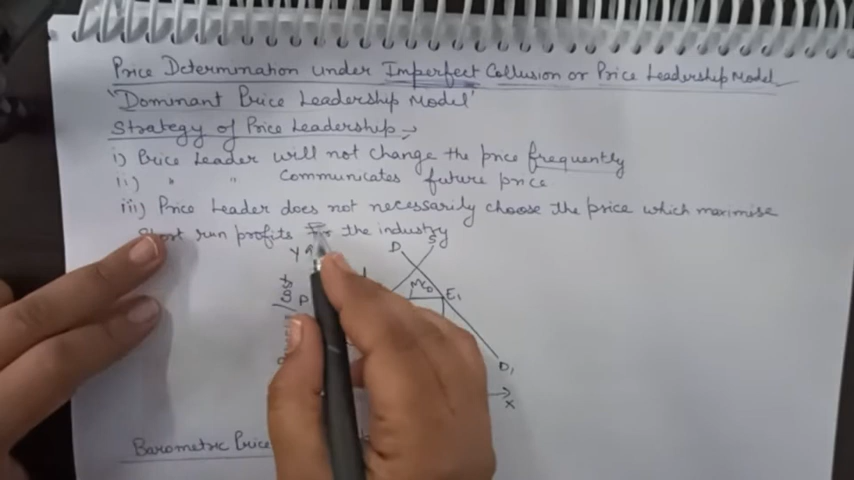 Price Determination under Imperfect Collusion or Price Leadership Model
'Dominant Price Leadership Model'
Strategy of Price Leadership →
i) Price Leader will not change the price frequently
ii) " " Communicates future price
iii) Price Leader does not necessarily choose the price which maximise
Short run profits for the industry
Y D S
P MCD E1
D1
X
Barometric Price